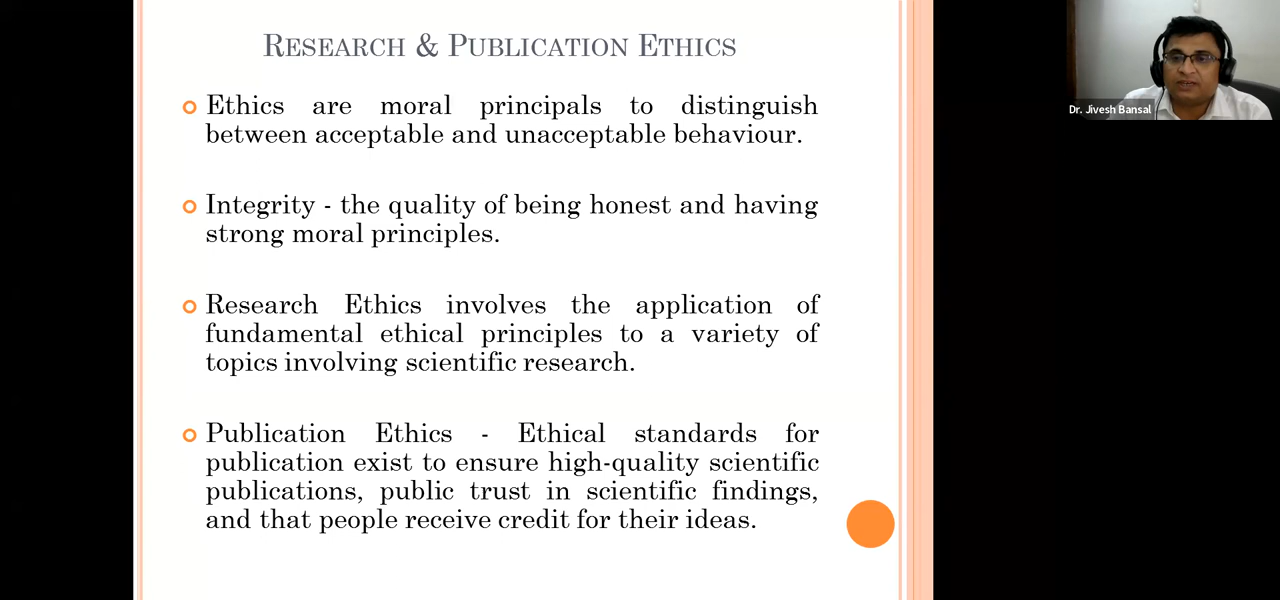 RESEARCH & PUBLICATION ETHICS
Ethics are moral principals to distinguish
between acceptable and unacceptable behaviour.
Integrity - the quality of being honest and having
strong moral principles.
Research Ethics involves the application of
fundamental ethical principles to a variety of
topics involving scientific research.
Publication Ethics - Ethical standards for
publication exist to ensure high-quality scientific
publications, public trust in scientific findings,
and that people receive credit for their ideas.
Dr. Jivesh Bansal